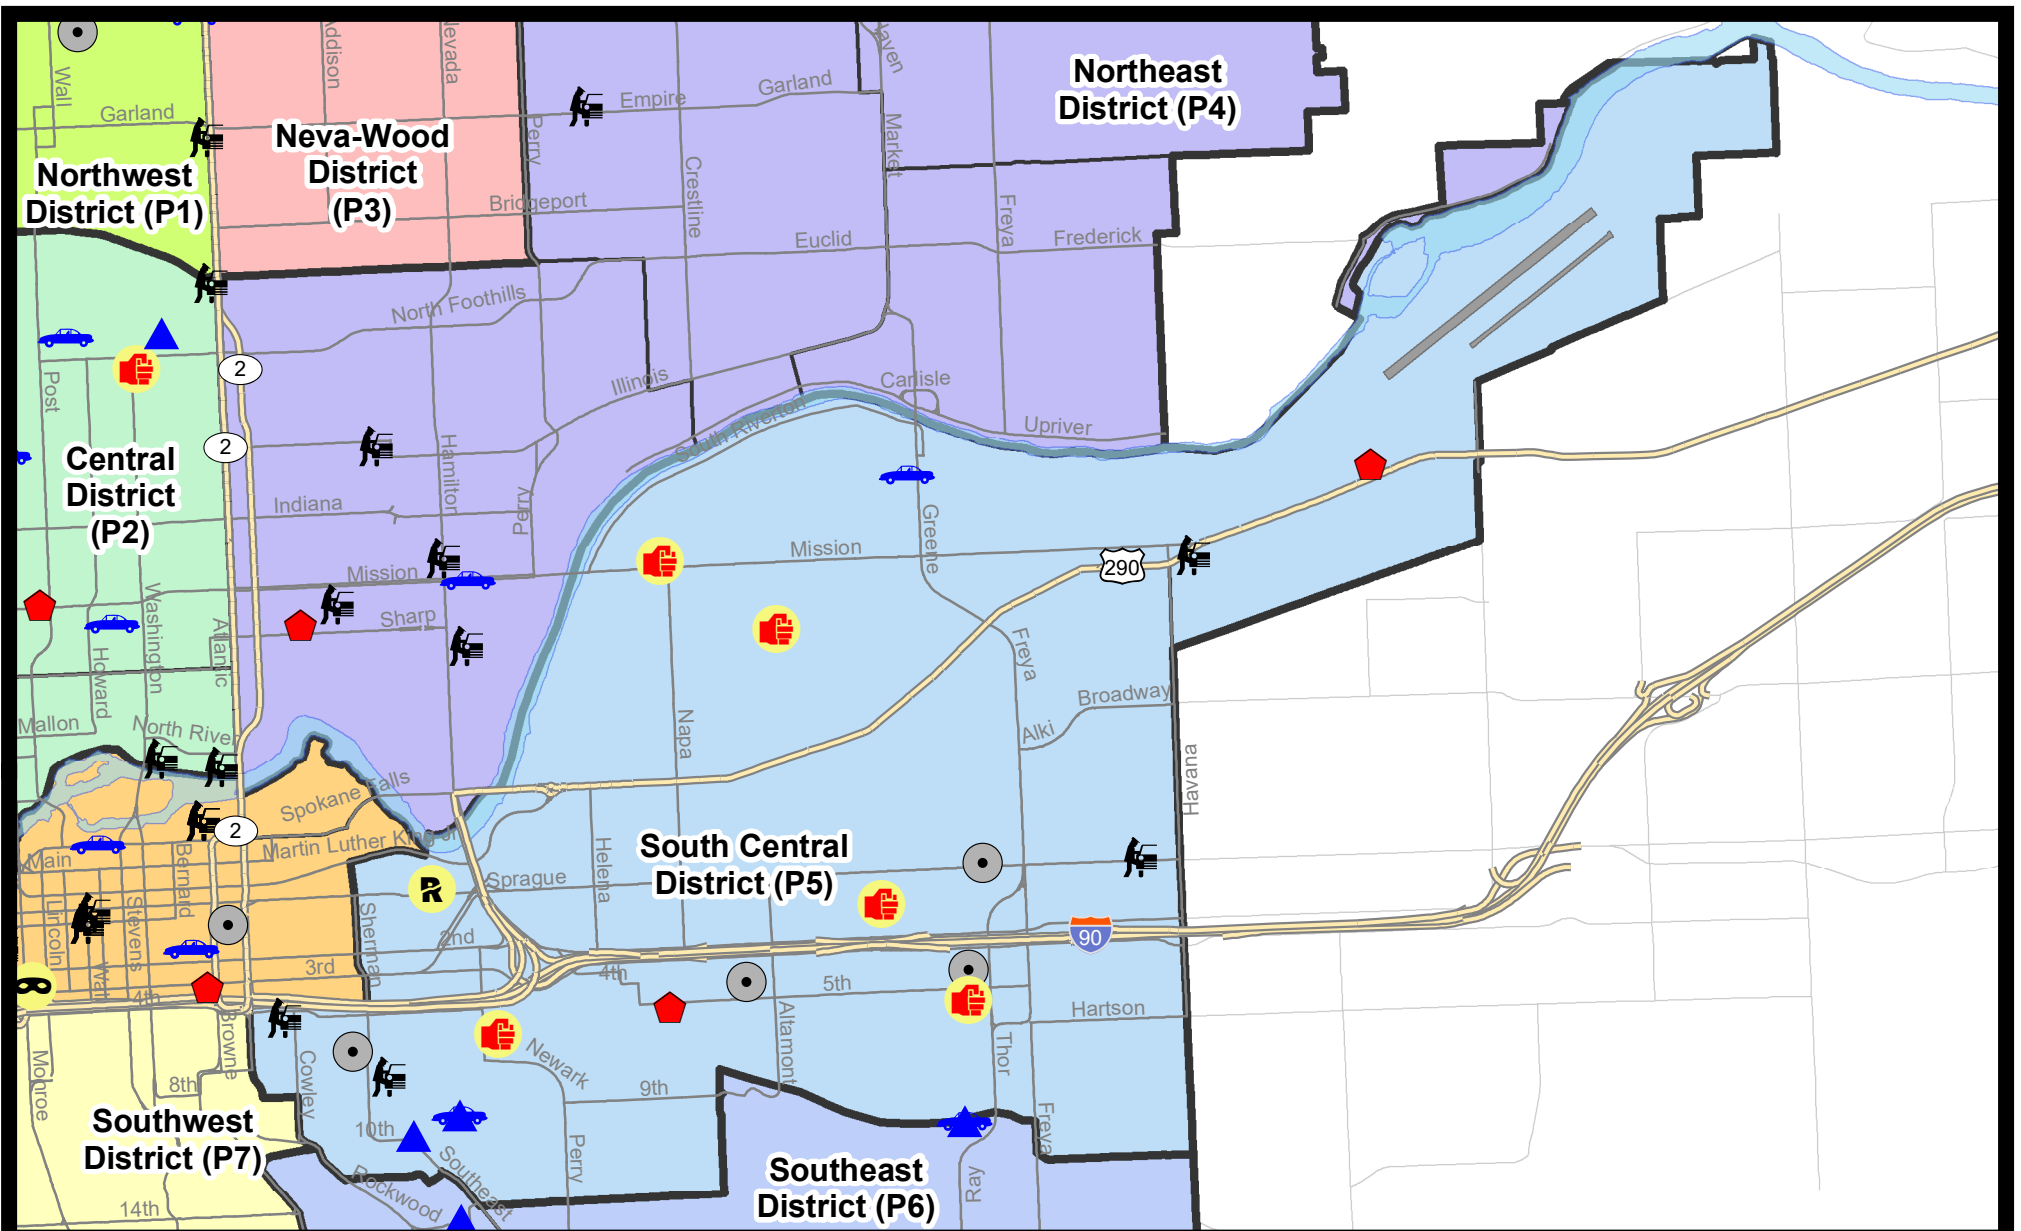 Northeast
District (P4)
Neva-Wood
District
(P3)
Northwest
District (P1)
Central
District
(P2)
South Central
District (P5)
Southwest
District (P7)
Southeast
District (P6)
Wall
Garland
Perry
Empire
Garland
Market
Crestline
Bridgeport
Euclid
Freya
Frederick
North Foothills
2
Post
2
Illinois
Carlisle
South Riverton
Upriver
Hamilton
Perry
Indiana
Greene
Mission
Mission
290
Sharp
Washington
Atlantic
Howard
Freya
Broadway
Alki
Mallon
North River
Napa
Havana
Spokane Falls
2
Martin Luther King Jr
Main
Bernard
Helena
Sprague
Lincoln
Stevens
Sherman
2nd
90
3rd
Wall
4th
4th
5th
Altamont
Hartson
Browne
Monroe
Cowley
Newark
Thor
8th
9th
Freya
10th
Perry
Southeast
Rockwood
Ray
14th
R